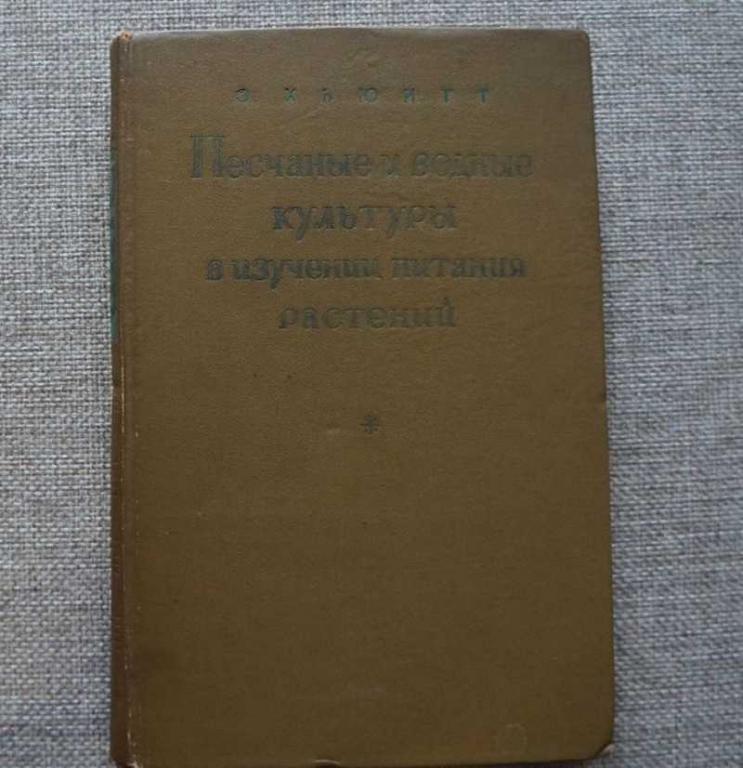 Э. ХЬЮИТТ
Песчаные и водные
культуры
в изучении питания
растений